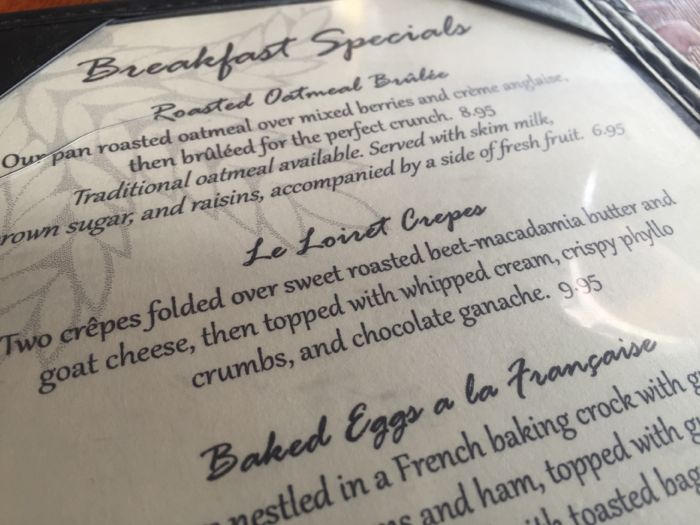 Breakfast Specials
Roasted Oatmeal Brûlée
Our pan roasted oatmeal over mixed berries and crème anglaise,
then brûléed for the perfect crunch. 8.95
Traditional oatmeal available. Served with skim milk,
rown sugar, and raisins, accompanied by a side of fresh fruit. 6.95
Le Loiret Crepes
Two crêpes folded over sweet roasted beet-macadamia butter and
goat cheese, then topped with whipped cream, crispy phyllo
crumbs, and chocolate ganache. 9.95
Baked Eggs a la Française
nestled in a French baking crock with g
and ham, topped with g
with toasted bag